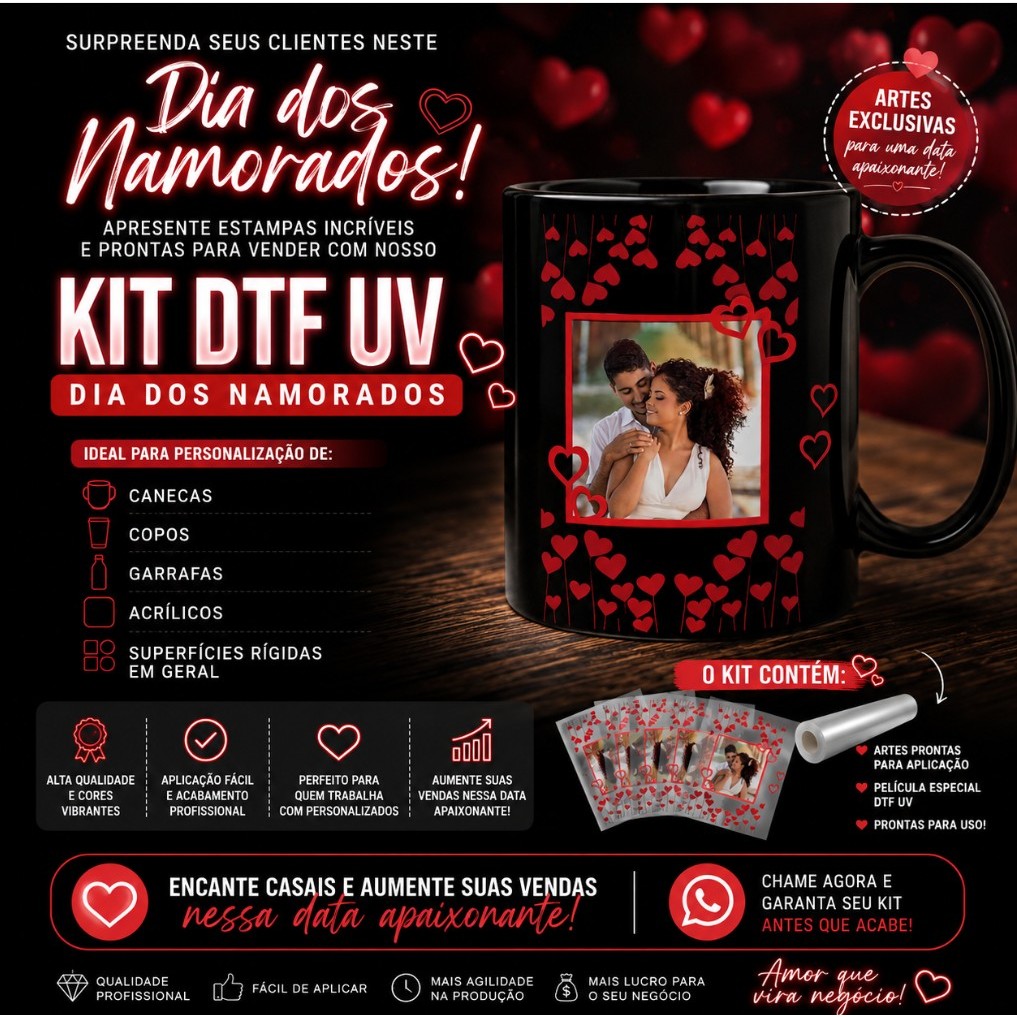 SURPREENDA SEUS CLIENTES NESTE
Dia dos
Namorados!
APRESENTE ESTAMPAS INCRÍVEIS
E PRONTAS PARA VENDER COM NOSSO
KIT DTF UV
DIA DOS NAMORADOS
ARTES
EXCLUSIVAS
para uma data
apaixonante!
IDEAL PARA PERSONALIZAÇÃO DE:
CANECAS
COPOS
GARRAFAS
ACRÍLICOS
SUPERFÍCIES RÍGIDAS
EM GERAL
ALTA QUALIDADE
E CORES
VIBRANTES
APLICAÇÃO FÁCIL
E ACABAMENTO
PROFISSIONAL
PERFEITO PARA
QUEM TRABALHA
COM PERSONALIZADOS
AUMENTE SUAS
VENDAS NESSA DATA
APAIXONANTE!
O KIT CONTÉM:
ARTES PRONTAS
PARA APLICAÇÃO
PELÍCULA ESPECIAL
DTF UV
PRONTAS PARA USO!
ENCANTE CASAIS E AUMENTE SUAS VENDAS
nessa data apaixonante!
CHAME AGORA E
GARANTA SEU KIT
ANTES QUE ACABE!
QUALIDADE
PROFISSIONAL
FÁCIL DE APLICAR
MAIS AGILIDADE
NA PRODUÇÃO
$
MAIS LUCRO PARA
O SEU NEGÓCIO
Amor que
vira negócio!